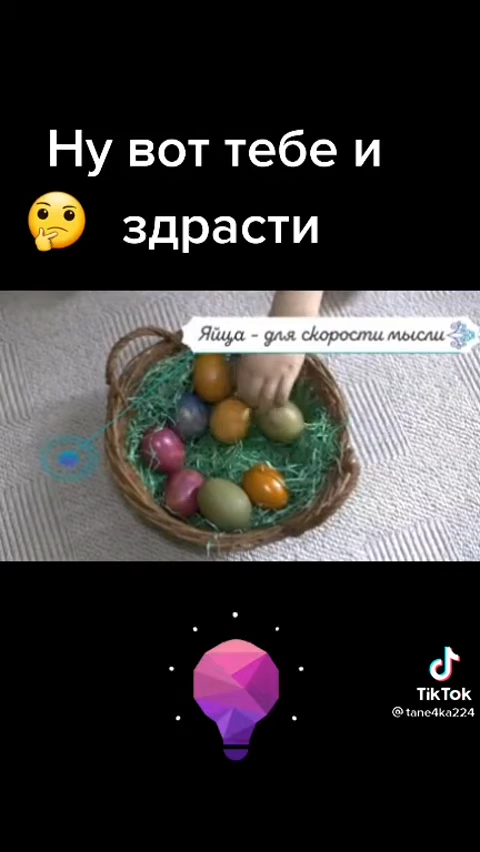 Ну вот тебе и
🤔 здрасти
Яйца - для скорости мысли
TikTok
@tane4ka224